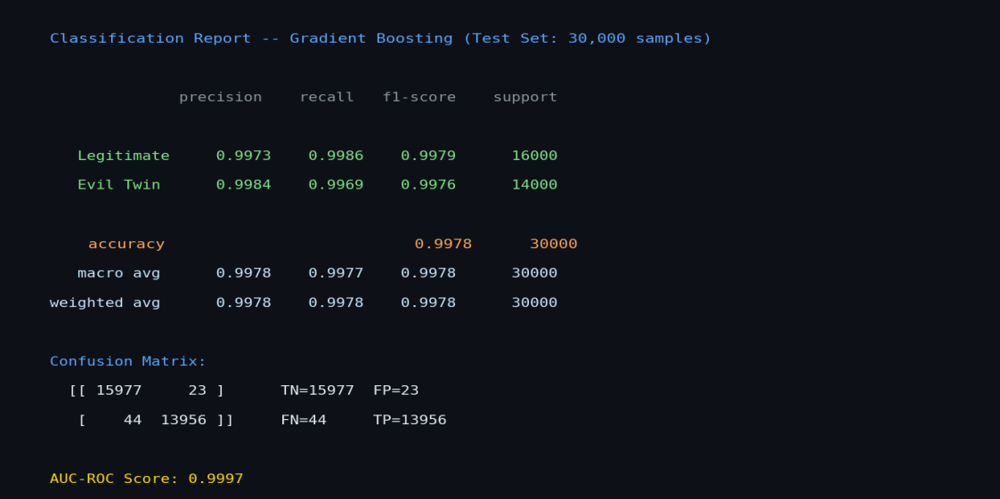 Classification Report -- Gradient Boosting (Test Set: 30,000 samples)
precision recall f1-score support
Legitimate 0.9973 0.9986 0.9979 16000
Evil Twin 0.9984 0.9969 0.9976 14000
accuracy 0.9978 30000
macro avg 0.9978 0.9977 0.9978 30000
weighted avg 0.9978 0.9978 0.9978 30000
Confusion Matrix:
[[ 15977 23 ] TN=15977 FP=23
[ 44 13956 ]] FN=44 TP=13956
AUC-ROC Score: 0.9997